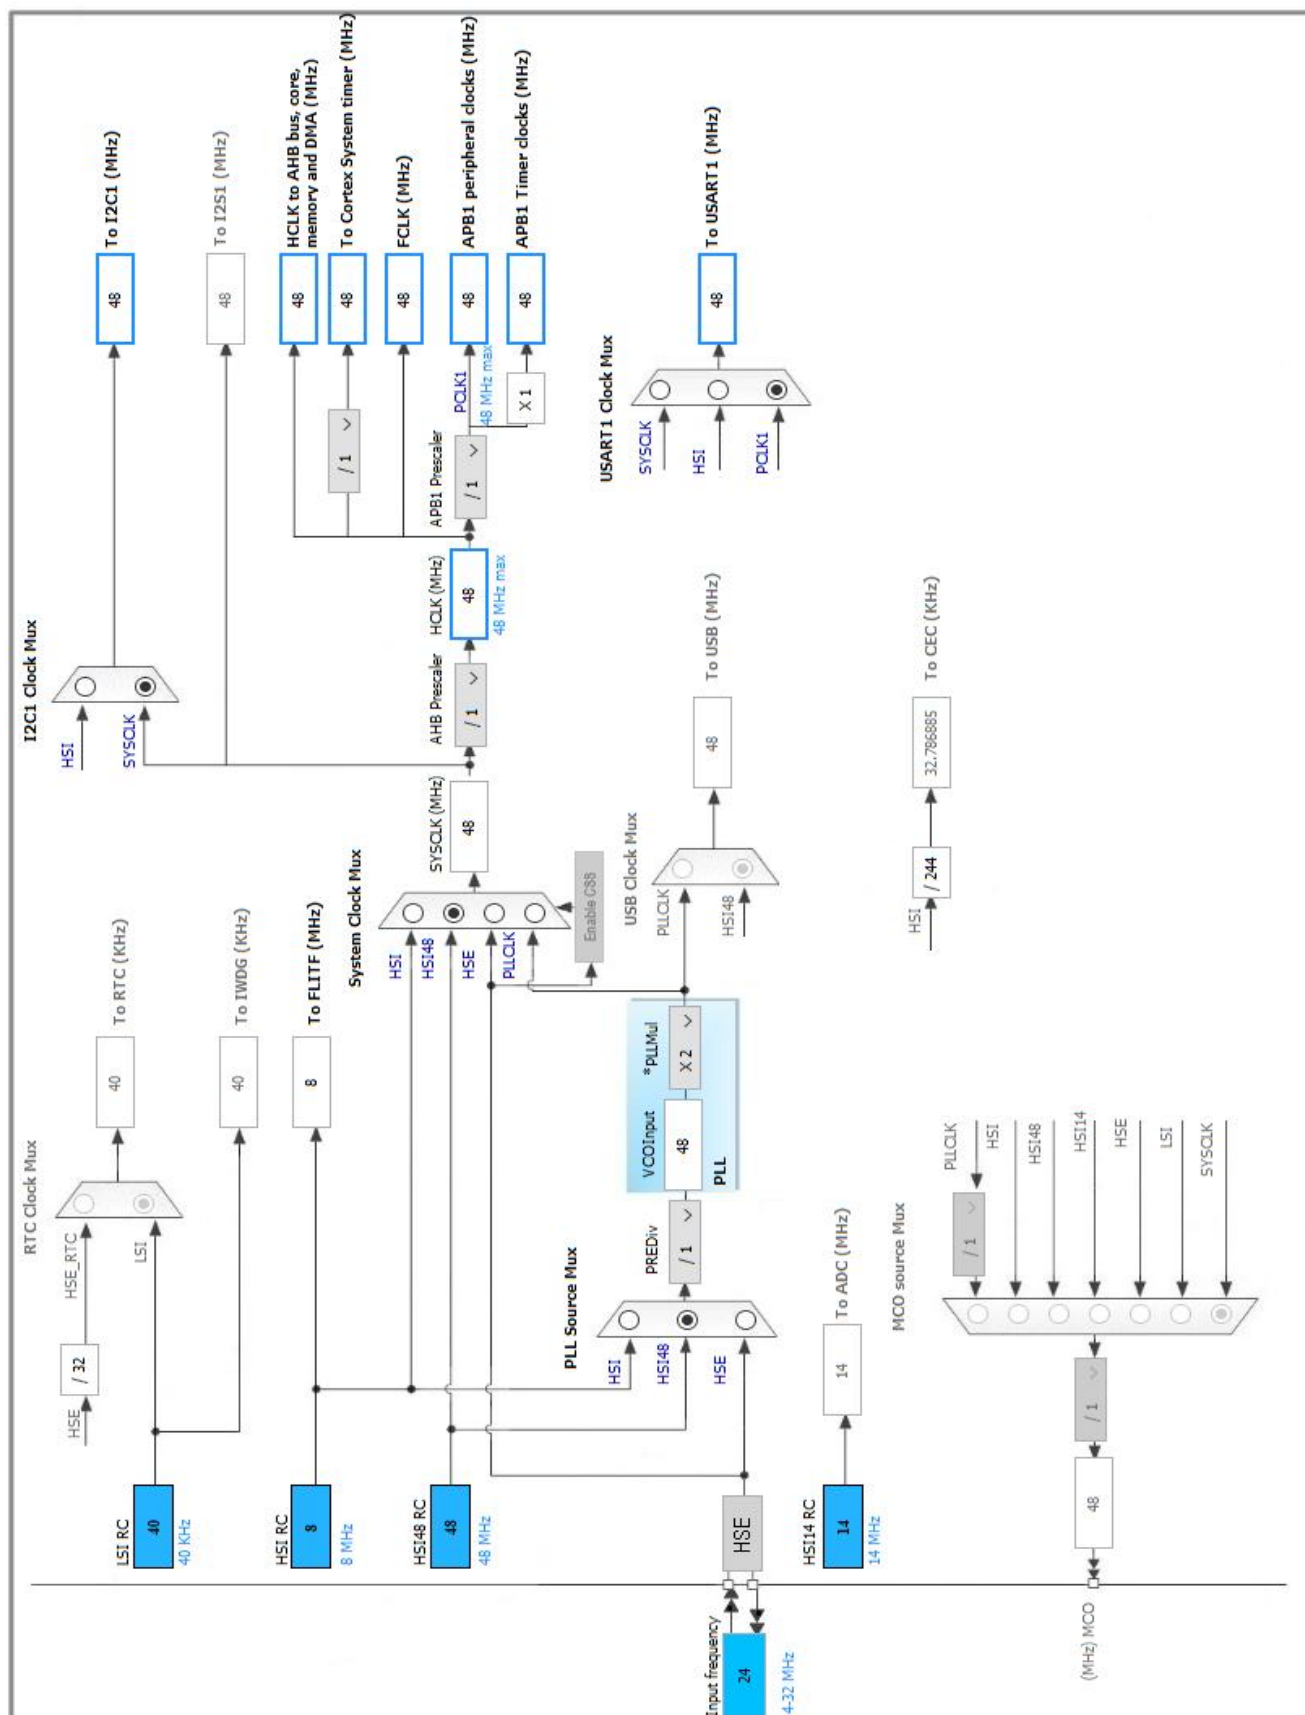 RTC Clock Mux
HSE
/ 32
HSE_RTC
LSI
40
To RTC (KHz)
LSI RC
40
40 KHz
40
To IWDG (KHz)
HSI RC
8
8 MHz
8
To FLITF (MHz)
HSI48 RC
48
48 MHz
System Clock Mux
HSI
HSI48
HSE
PLLCLK
Enable CSS
SYSCLK (MHz)
48
AHB Prescaler
/ 1
HCLK (MHz)
48
48 MHz max
APB1 Prescaler
/ 1
PCLK1
48 MHz max
X 1
/ 1
I2C1 Clock Mux
HSI
SYSCLK
48
To I2C1 (MHz)
48
To I2S1 (MHz)
48
HCLK to AHB bus, core,
memory and DMA (MHz)
48
To Cortex System timer (MHz)
48
FCLK (MHz)
48
APB1 peripheral clocks (MHz)
48
APB1 Timer clocks (MHz)
PLL Source Mux
HSI
HSI48
HSE
PREDiv
/ 1
VCOInput
48
*PLLMul
X 2
PLL
USB Clock Mux
PLLCLK
HSI48
48
To USB (MHz)
USART1 Clock Mux
SYSCLK
HSI
PCLK1
48
To USART1 (MHz)
Input frequency
24
4-32 MHz
HSE
HSI14 RC
14
14 MHz
14
To ADC (MHz)
HSI
/ 244
32.786885
To CEC (KHz)
MCO source Mux
PLLCLK
/ 1
HSI
HSI48
HSI14
HSE
LSI
SYSCLK
/ 1
48
(MHz) MCO